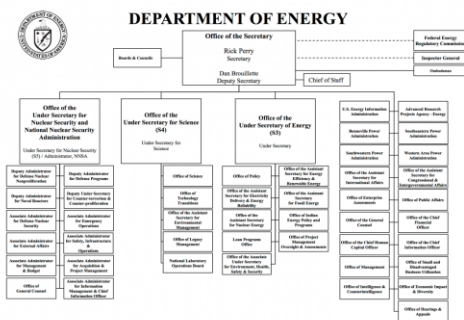 DEPARTMENT OF ENERGY
Office of the Secretary
Rick Perry
Secretary
Dan Brouillette
Deputy Secretary
Boards & Councils
Chief of Staff
Federal Energy
Regulatory Commission
Inspector General
Ombudsman
Office of the
Under Secretary for
Nuclear Security and
National Nuclear Security
Administration
Under Secretary for Nuclear Security
(S5) / Administrator, NNSA
Deputy Administrator
for Defense Nuclear
Nonproliferation
Deputy Administrator
for Defense Programs
Deputy Administrator
for Naval Reactors
Deputy Under Secretary
for Counter-terrorism &
Counter-proliferation
Associate Administrator
for Defense Nuclear
Security
Associate Administrator
for Emergency
Operations
Associate Administrator
for External Affairs
Associate Administrator
for Safety, Infrastructure
&
Operations
Associate Administrator
for Management
& Budget
Associate Administrator
for Acquisition &
Project Management
Office of
General Counsel
Associate Administrator
for Information
Management & Chief
Information Officer
Office of the
Under Secretary for Science
(S4)
Under Secretary for
Science
Office of Science
Office of
Technology
Transitions
Office of the Assistant
Secretary for
Environmental
Management
Office of Legacy
Management
National Laboratory
Operations Board
Office of the
Under Secretary of Energy
(S3)
Under Secretary
Office of Policy
Office of the Assistant
Secretary for Energy
Efficiency
& Renewable Energy
Office of the Assistant
Secretary for Electricity
Delivery & Energy
Reliability
Office of the Assistant
Secretary for
Fossil Energy
Office of the
Assistant Secretary
for Nuclear Energy
Office of Indian
Energy Policy and
Programs
Loan Programs
Office
Office of Project
Management
Oversight & Assessments
Office of the Associate
Under Secretary
for Environment, Health,
Safety & Security
U.S. Energy Information
Administration
Advanced Research
Projects Agency - Energy
Bonneville Power
Administration
Southeastern Power
Administration
Southwestern Power
Administration
Western Area Power
Administration
Office of the Assistant
Secretary for
International Affairs
Office of the Assistant
Secretary for
Congressional &
Intergovernmental Affairs
Office of Enterprise
Assessments
Office of Public Affairs
Office of the General
Counsel
Office of the Chief
Financial
Officer
Office of the Chief Human
Capital Officer
Office of the Chief
Information Officer
Office of Management
Office of Small and
Disadvantaged
Business Utilization
Office of Intelligence &
Counterintelligence
Office of Economic Impact
& Diversity
Office of Hearings &
Appeals